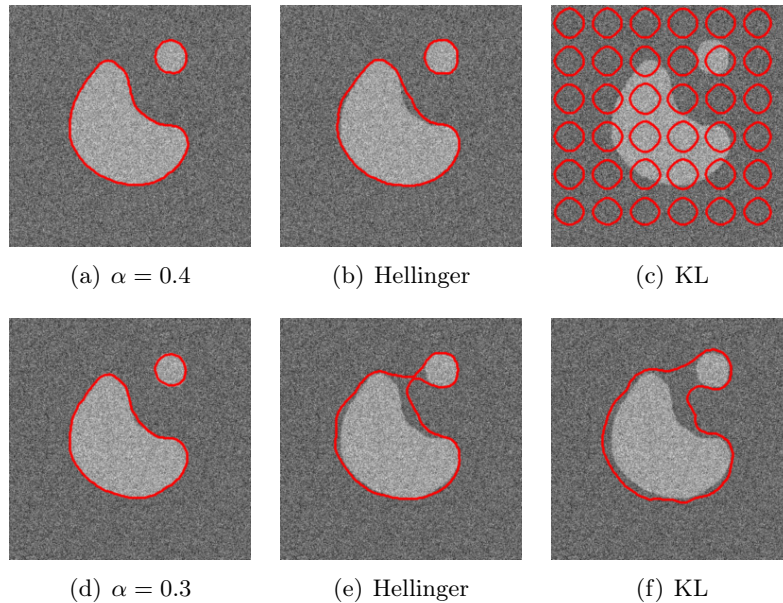 (a) α = 0.4
(b) Hellinger
(c) KL
(d) α = 0.3
(e) Hellinger
(f) KL